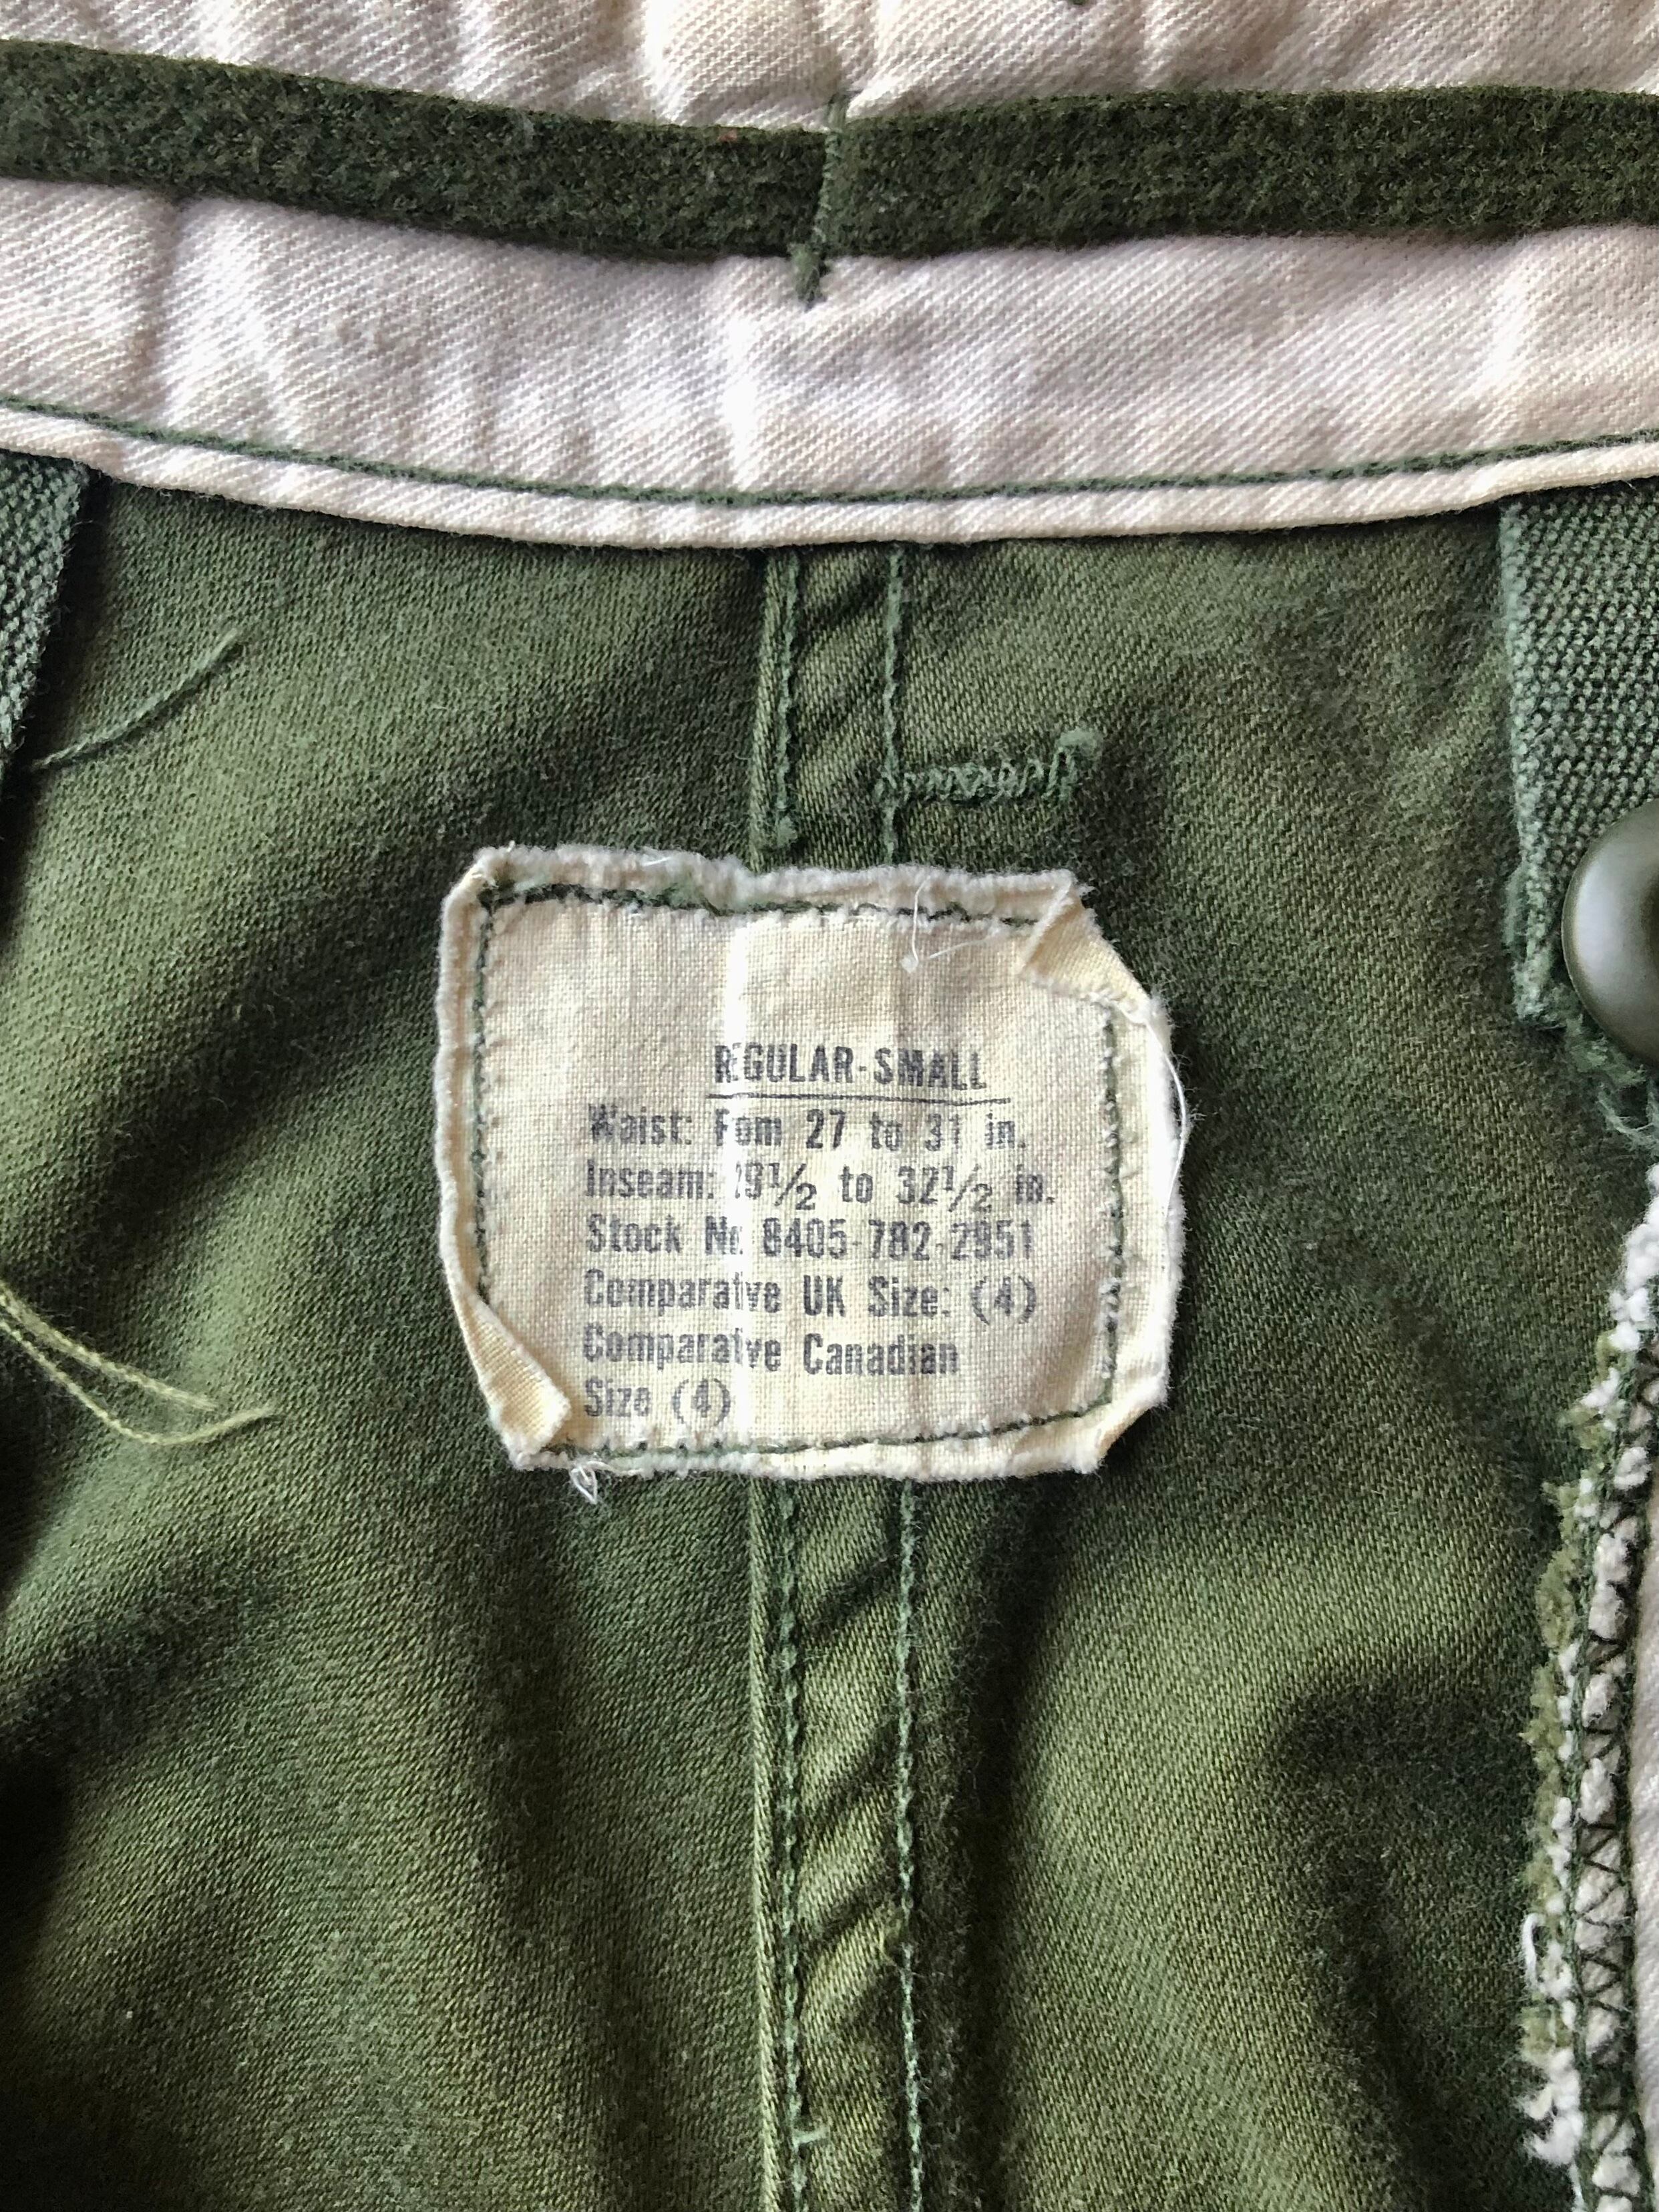 REGULAR-SMALL
Waist: Fom 27 to 31 in.
Inseam: 29½ to 32½ in.
Stock No 8405-782-2951
Comparative UK Size: (4)
Comparative Canadian
Size (4)